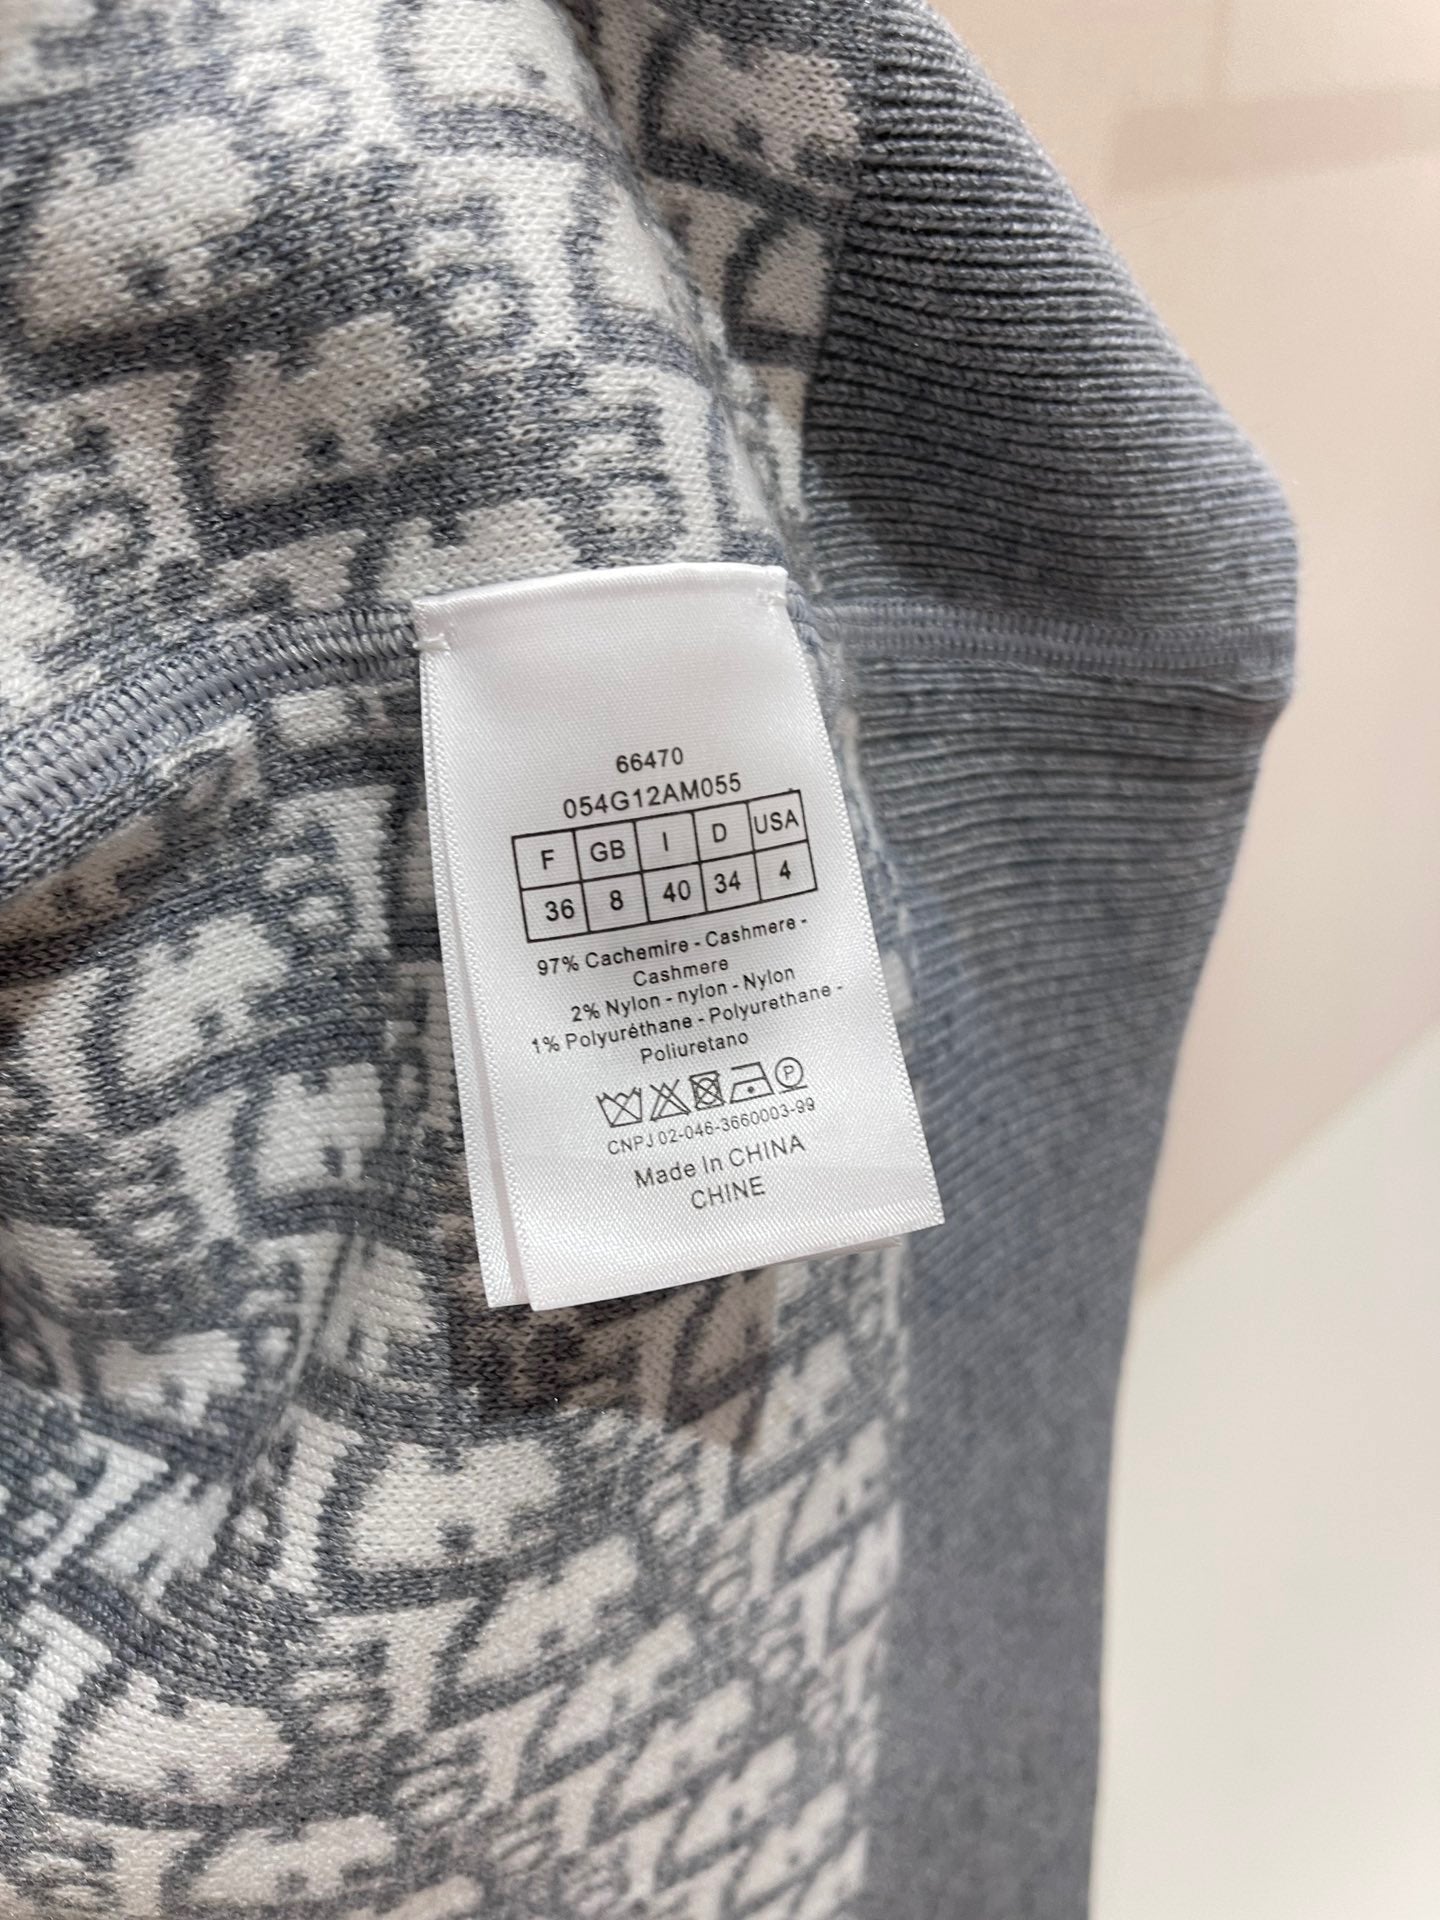 66470
054G12AM055
F GB I D USA
36 8 40 34 4
97% Cachemire - Cashmere -
Cashmere
2% Nylon - nylon - Nylon
1% Polyuréthane - Polyurethane -
Poliuretano
P
CNPJ 02-046-3660003-99
Made In CHINA
CHINE